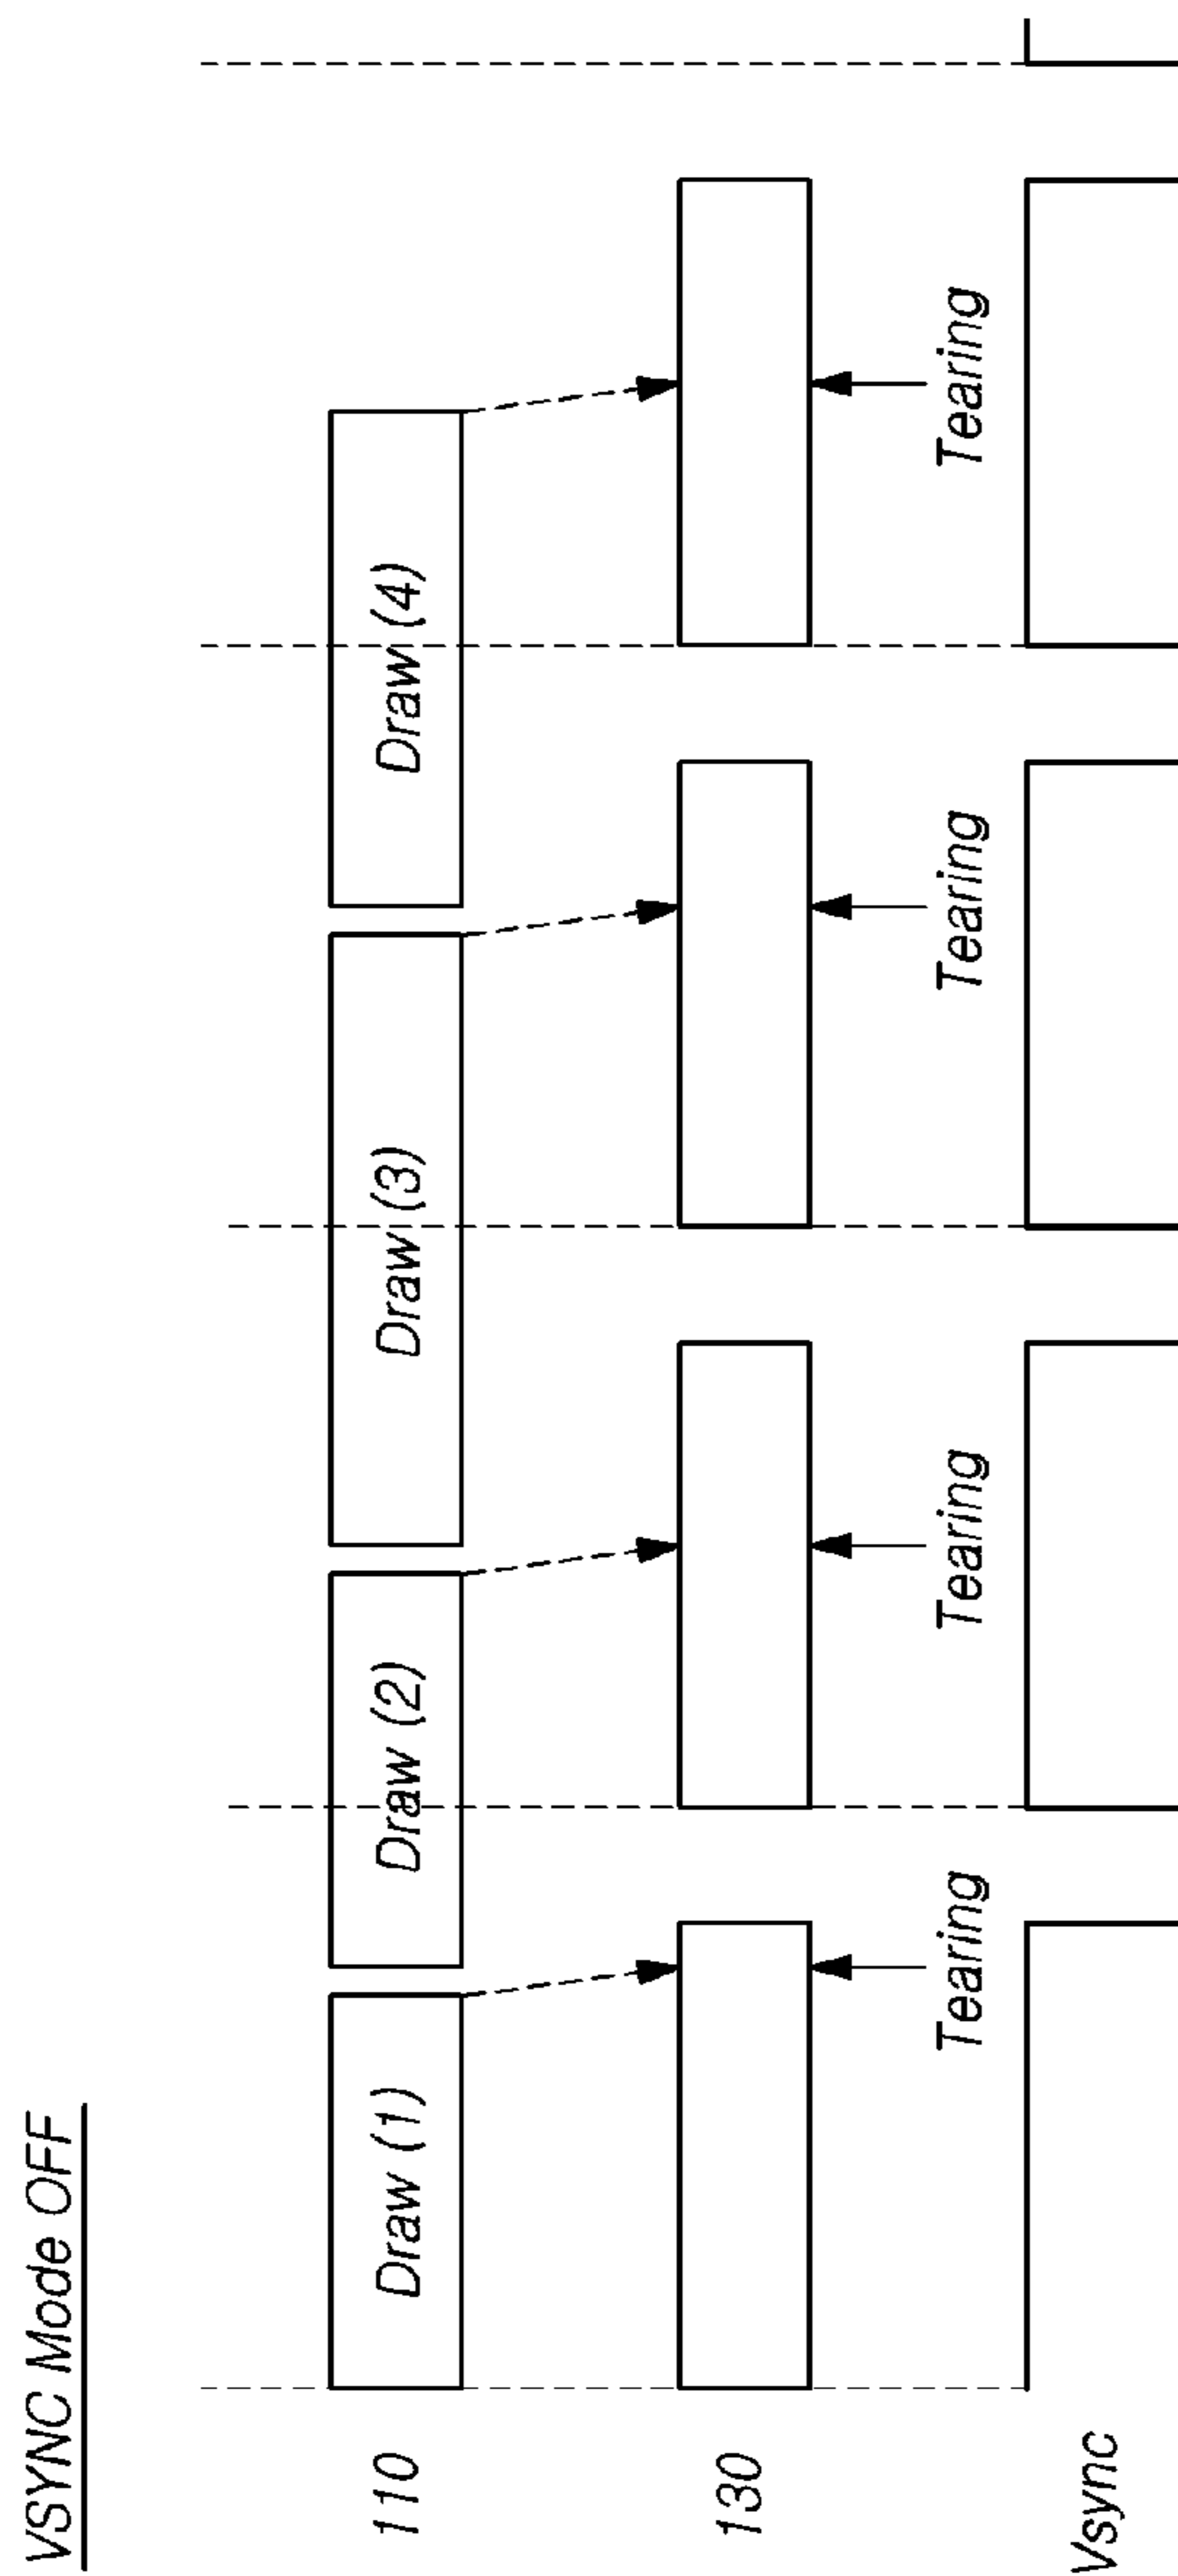 VSYNC Mode OFF
110
Draw (1)
Draw (2)
Draw (3)
Draw (4)
130
Tearing
Tearing
Tearing
Tearing
Vsync